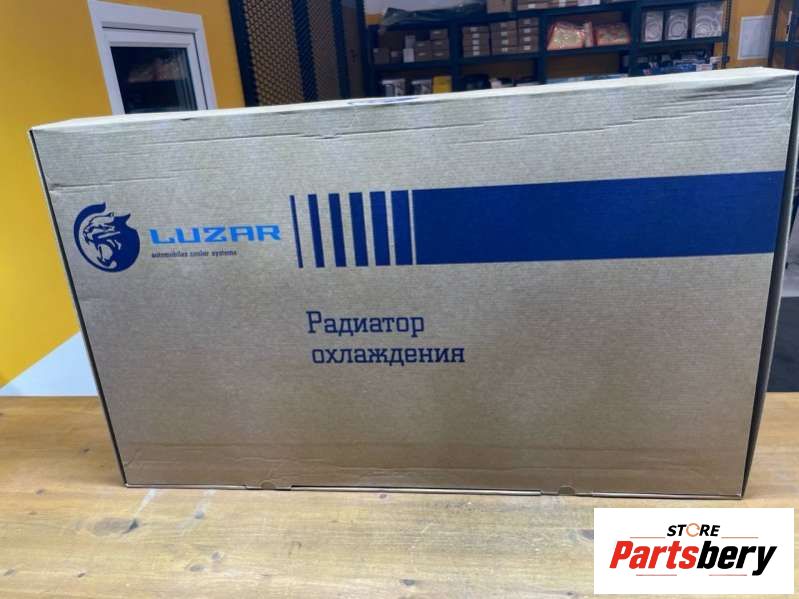 LUZAR
automobiles cooler systems
Радиатор
охлаждения
STORE
Partsbery